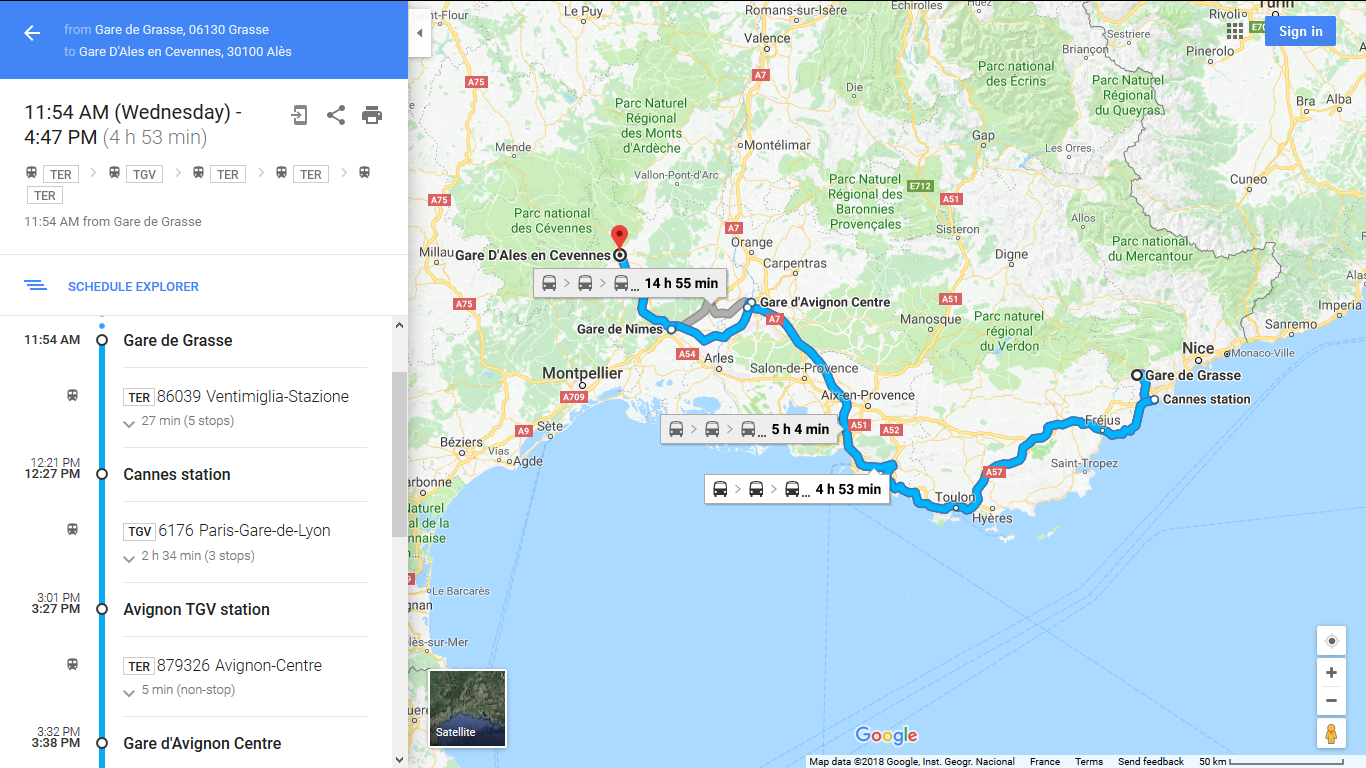 from Gare de Grasse, 06130 Grasse
to Gare D'Ales en Cevennes, 30100 Alès
11:54 AM (Wednesday) -
4:47 PM (4 h 53 min)
TER > TGV > TER > TER >
TER
11:54 AM from Gare de Grasse
SCHEDULE EXPLORER
11:54 AM Gare de Grasse
TER 86039 Ventimiglia-Stazione
27 min (5 stops)
12:21 PM
12:27 PM Cannes station
TGV 6176 Paris-Gare-de-Lyon
2 h 34 min (3 stops)
3:01 PM
3:27 PM Avignon TGV station
TER 879326 Avignon-Centre
5 min (non-stop)
3:32 PM
3:38 PM Gare d'Avignon Centre
Sign in
Le Puy
Romans-sur-Isère
Echirolles
Rivoli
Sestriere
Valence
Briançon
Pinerolo
A75
A7
Parc national
des Écrins
Parc Naturel
Régional
du Queyras
Die
Bra
Alba
Parc Naturel
Régional
des Monts
d'Ardèche
Gap
Mende
Montélimar
Les Orres
Vallon-Pont-d'Arc
Cuneo
Parc Naturel
Régional des
Baronnies
Provençales
E712
A51
A75
Parc national
des Cévennes
Allos
Sisteron
A7
Orange
Parc national
du Mercantour
Millau
Gare D'Ales en Cevennes
Carpentras
Digne
14 h 55 min
A75
Gare d'Avignon Centre
A51
Imperia
Gare de Nîmes
A7
Manosque
Parc naturel
régional
du Verdon
Sanremo
A54
Arles
Nice
Monaco-Ville
Salon-de-Provence
Montpellier
Gare de Grasse
A709
Aix-en-Provence
Cannes station
Sète
A9
5 h 4 min
A51
A52
Fréjus
Béziers
Vias
Agde
Saint-Tropez
A57
4 h 53 min
Toulon
Hyères
Le Barcarès
Satellite
Google
Map data ©2018 Google, Inst. Geogr. Nacional France Terms Send feedback 50 km